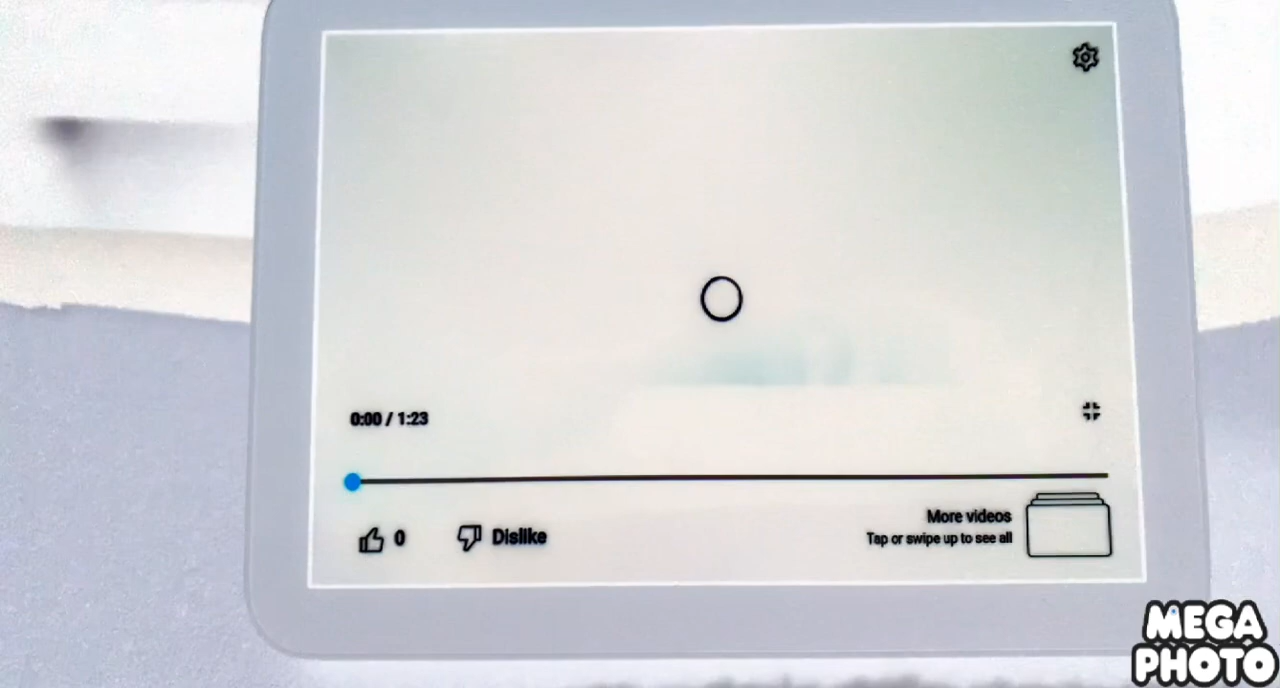 0:00 / 1:23
0
Dislike
More videos
Tap or swipe up to see all
MEGA
PHOTO